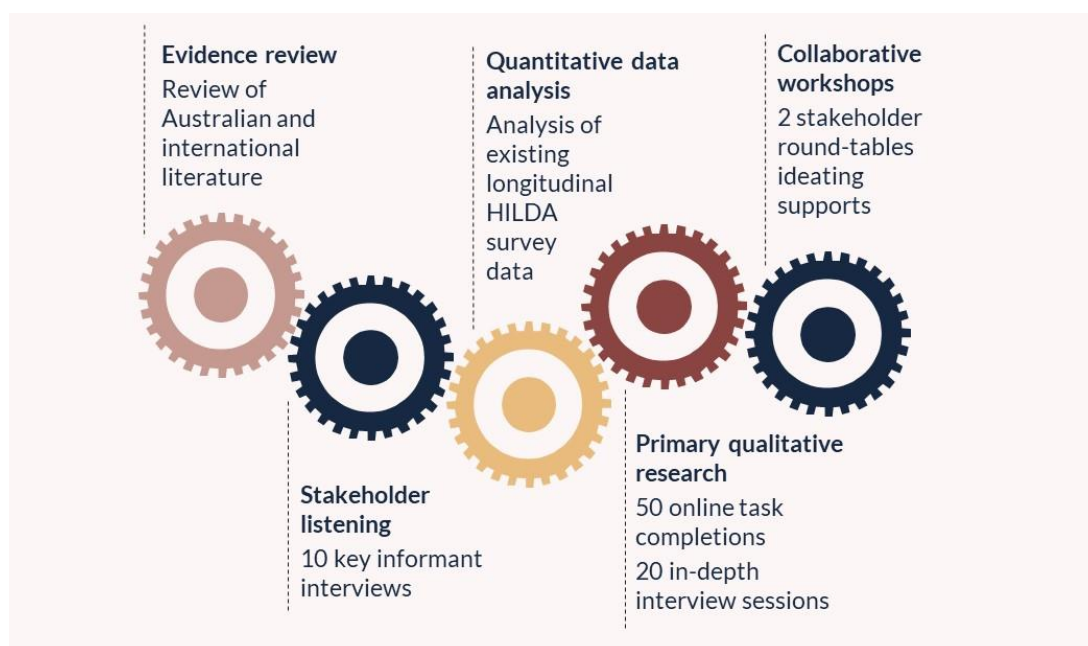 Evidence review
Review of
Australian and
international
literature
Stakeholder
listening
10 key informant
interviews
Quantitative data
analysis
Analysis of
existing
longitudinal
HILDA
survey
data
Primary qualitative
research
50 online task
completions
20 in-depth
interview sessions
Collaborative
workshops
2 stakeholder
round-tables
ideating
supports